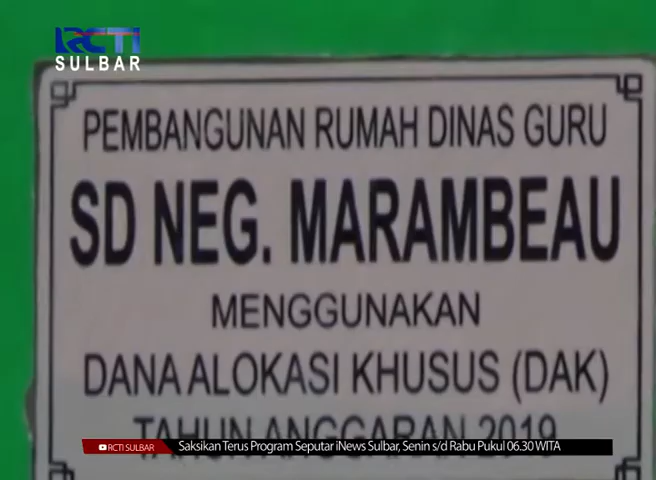 RCTI
SULBAR
PEMBANGUNAN RUMAH DINAS GURU
SD NEG. MARAMBEAU
MENGGUNAKAN
DANA ALOKASI KHUSUS (DAK)
TAHUN ANGGARAN 2019
RCTI SULBAR
Saksikan Terus Program Seputar iNews Sulbar, Senin s/d Rabu Pukul 06.30 WITA